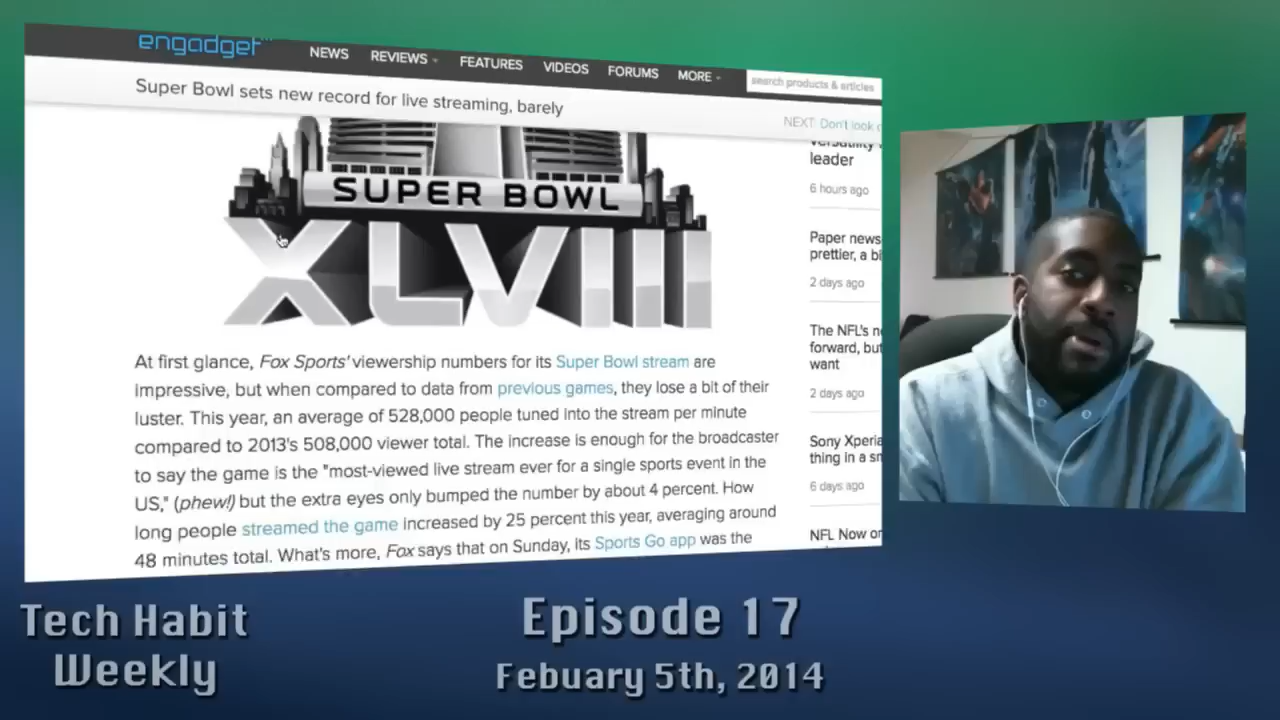 engadget
NEWS
REVIEWS
FEATURES
VIDEOS
FORUMS
MORE
search products & articles
Super Bowl sets new record for live streaming, barely
NEXT: Don't look
SUPER BOWL
XLVIII
At first glance, Fox Sports' viewership numbers for its Super Bowl stream are
impressive, but when compared to data from previous games, they lose a bit of their
luster. This year, an average of 528,000 people tuned into the stream per minute
compared to 2013's 508,000 viewer total. The increase is enough for the broadcaster
to say the game is the "most-viewed live stream ever for a single sports event in the
US," (phew!) but the extra eyes only bumped the number by about 4 percent. How
long people streamed the game increased by 25 percent this year, averaging around
48 minutes total. What's more, Fox says that on Sunday, its Sports Go app was the
versatility
leader
6 hours ago
Paper news
prettier, a bi
2 days ago
The NFL's n
forward, but
want
2 days ago
Sony Xperia
thing in a sm
6 days ago
NFL Now or
Tech Habit
Weekly
Episode 17
Febuary 5th, 2014